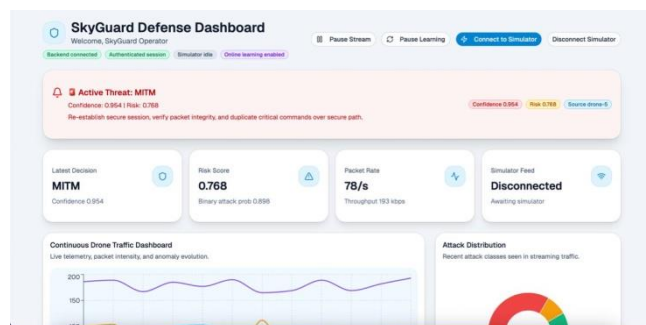 SkyGuard Defense Dashboard
Welcome, SkyGuard Operator
Backend connected Authenticated session Simulator idle Online learning enabled
Pause Stream Pause Learning Connect to Simulator Disconnect Simulator
Active Threat: MITM
Confidence: 0.954 | Risk: 0.768
Re-establish secure session, verify packet integrity, and duplicate critical commands over secure path.
Confidence 0.954 Risk 0.768 Source drone-5
Latest Decision
MITM
Confidence 0.954
Risk Score
0.768
Binary attack prob 0.898
Packet Rate
78/s
Throughput 193 kbps
Simulator Feed
Disconnected
Awaiting simulator
Continuous Drone Traffic Dashboard
Live telemetry, packet intensity, and anomaly evolution.
200
150
Attack Distribution
Recent attack classes seen in streaming traffic.